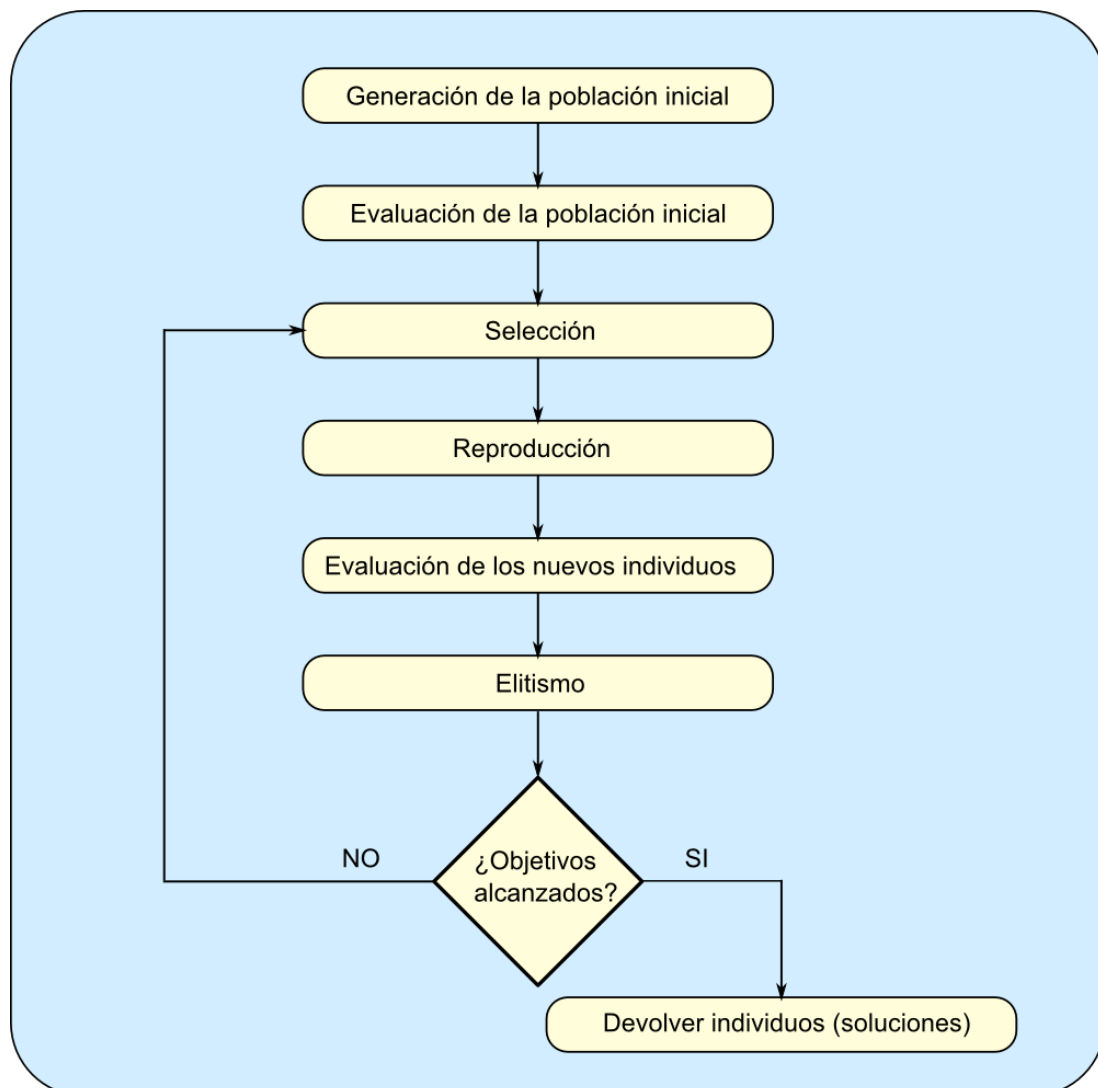 Generación de la población inicial
Evaluación de la población inicial
Selección
Reproducción
Evaluación de los nuevos individuos
Elitismo
¿Objetivos
alcanzados?
NO
SI
Devolver individuos (soluciones)